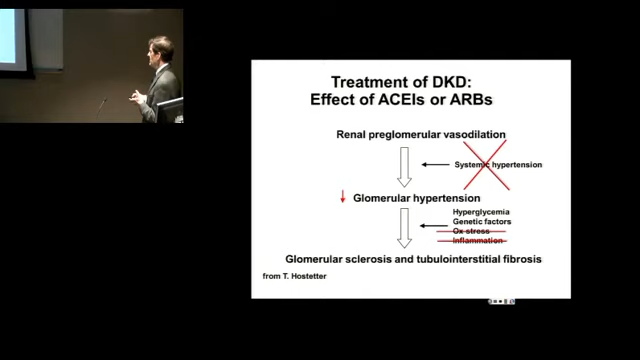 Treatment of DKD:
Effect of ACEIs or ARBs
Renal preglomerular vasodilation
Systemic hypertension
Glomerular hypertension
Hyperglycemia
Genetic factors
Ox stress
Inflammation
Glomerular sclerosis and tubulointerstitial fibrosis
from T. Hostetter